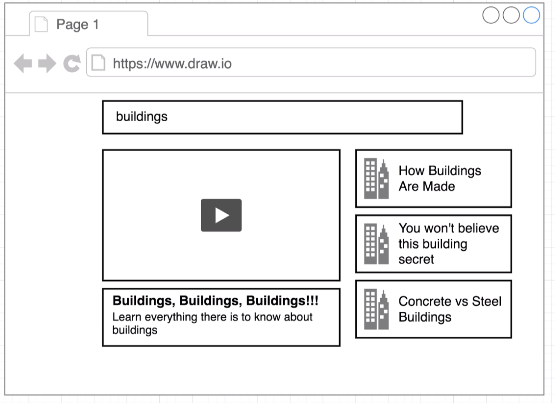 Page 1
https://www.draw.io
buildings
Buildings, Buildings, Buildings!!!
Learn everything there is to know about
buildings
How Buildings
Are Made
You won't believe
this building
secret
Concrete vs Steel
Buildings